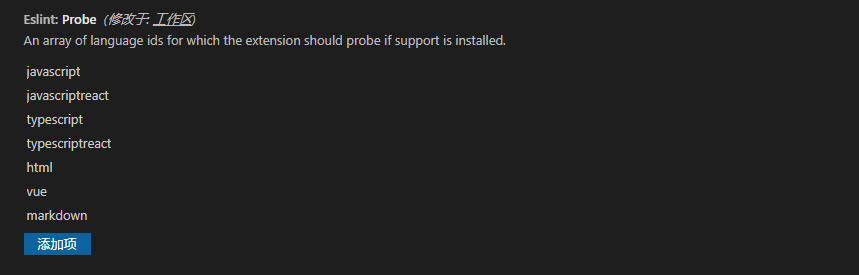 Eslint: Probe (修改于: 工作区)
An array of language ids for which the extension should probe if support is installed.
javascript
javascriptreact
typescript
typescriptreact
html
vue
markdown
添加项